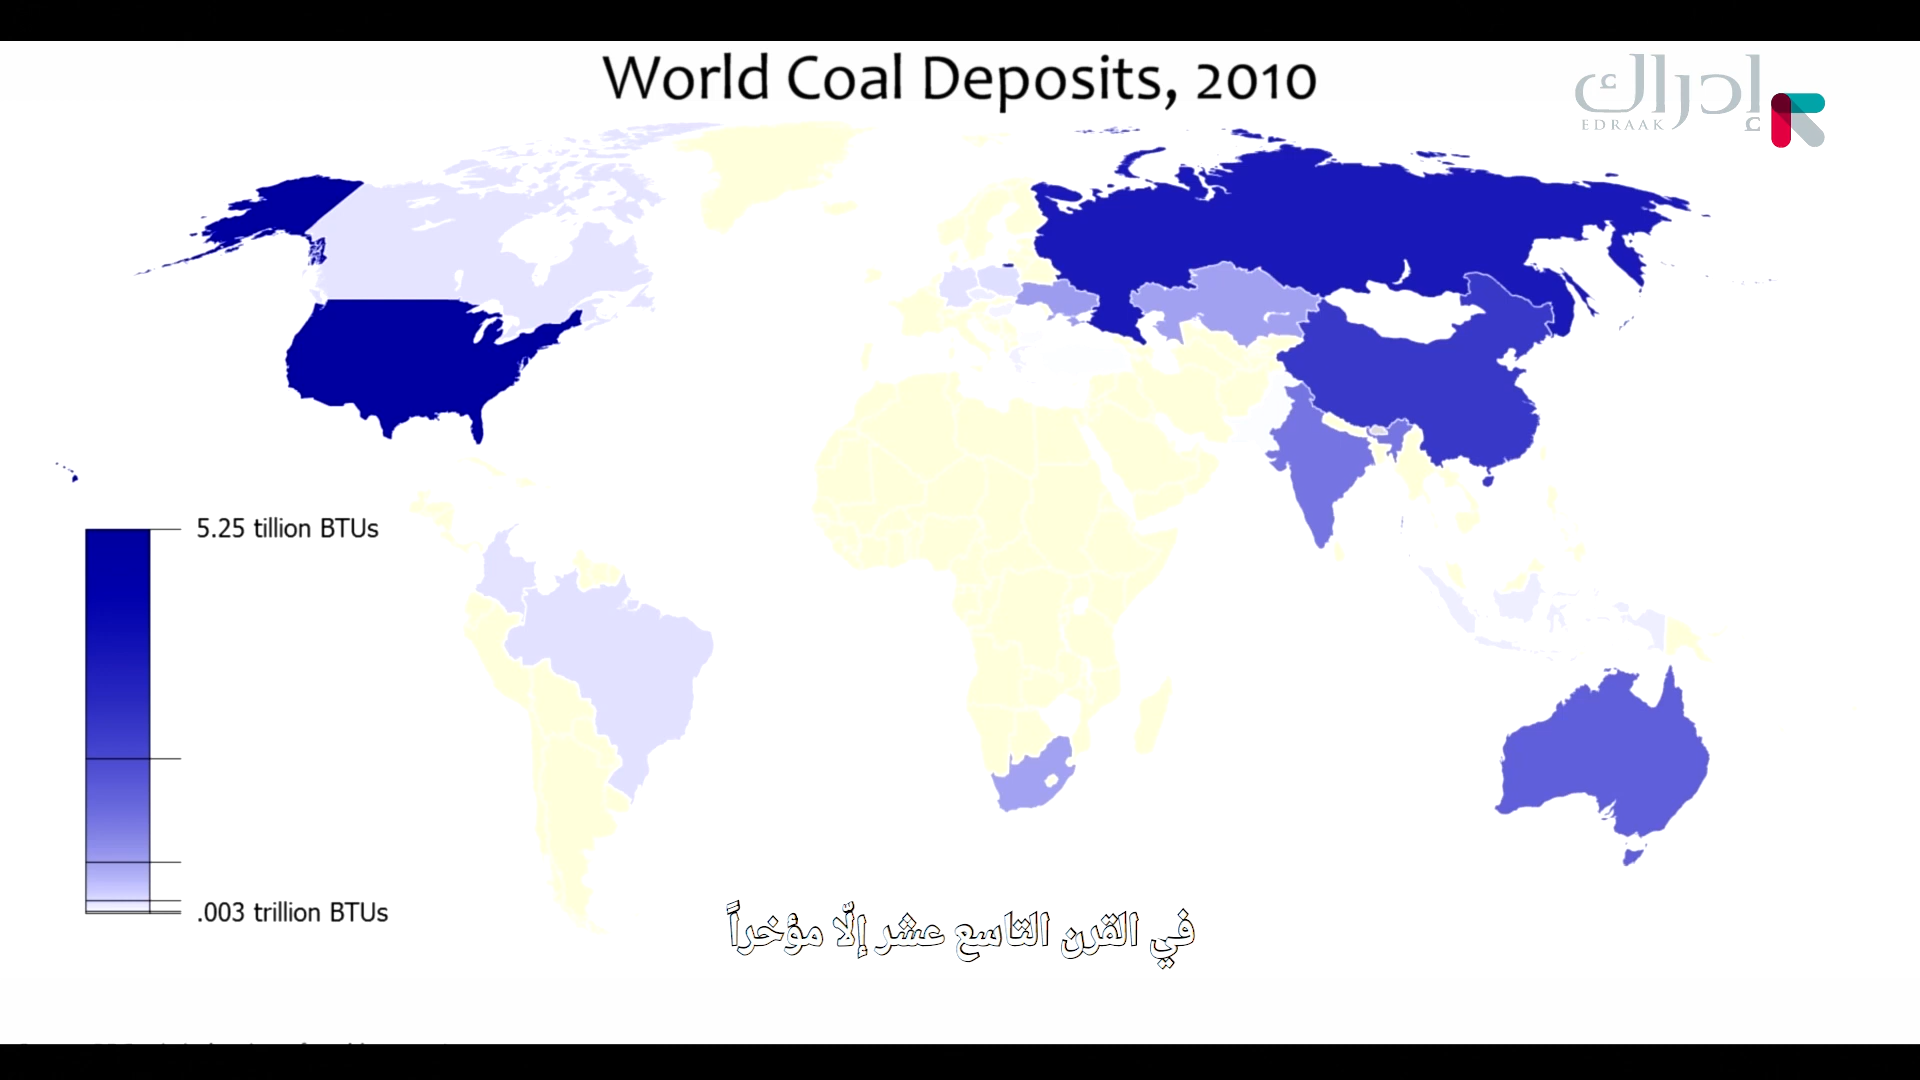 World Coal Deposits, 2010
إدراك
EDRAAK
5.25 tillion BTUs
.003 trillion BTUs
في القرن التاسع عشر إلّا مؤخراً